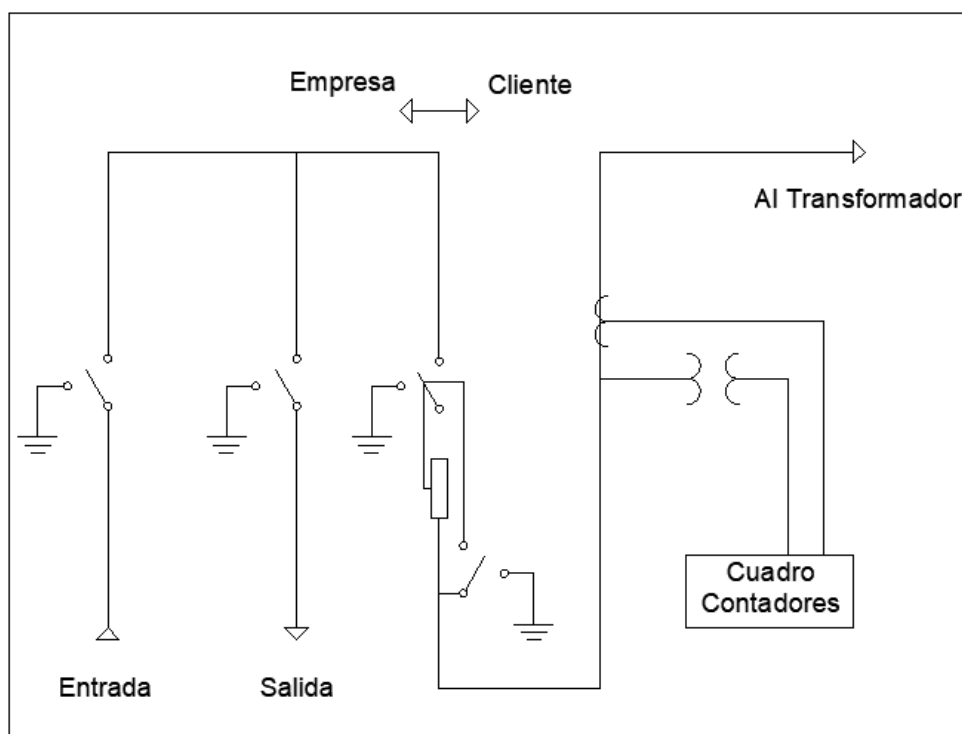 Empresa
Cliente
Al Transformador
Cuadro
Contadores
Entrada
Salida